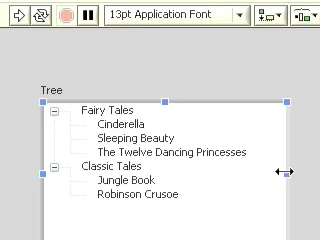 13pt Application Font
Tree
Fairy Tales
Cinderella
Sleeping Beauty
The Twelve Dancing Princesses
Classic Tales
Jungle Book
Robinson Crusoe